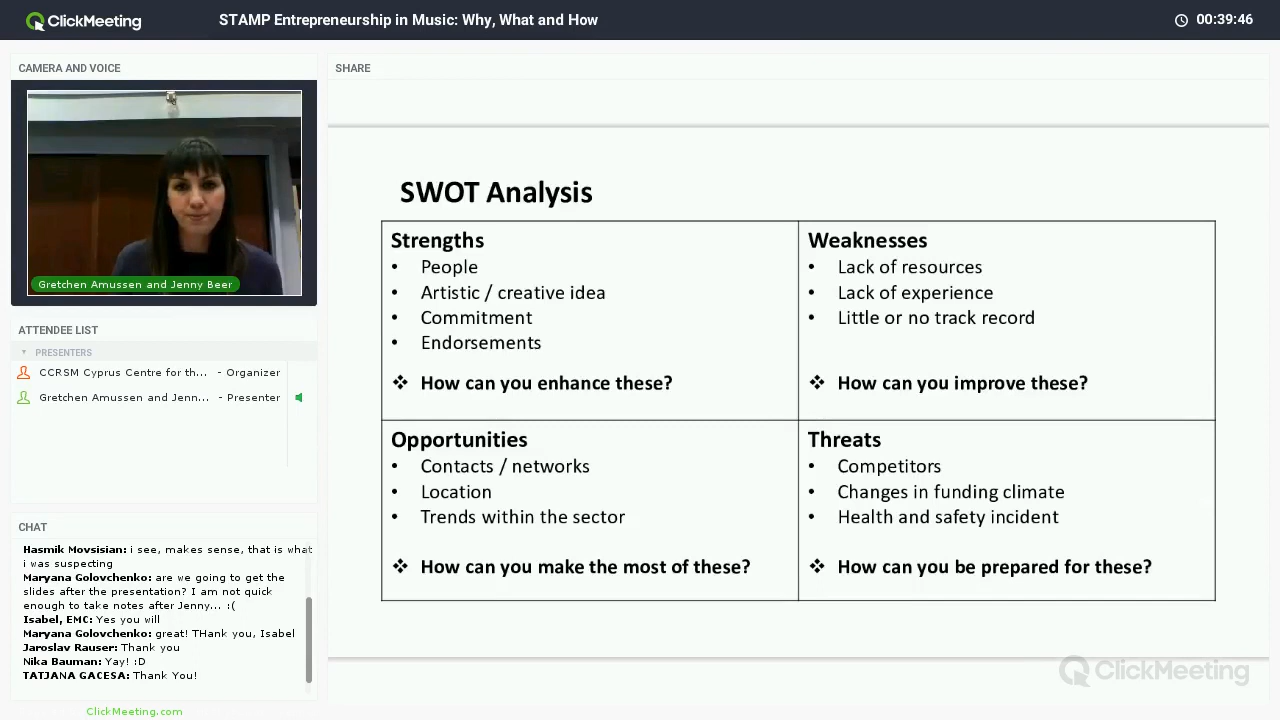 ClickMeeting
STAMP Entrepreneurship in Music: Why, What and How
00:39:46
CAMERA AND VOICE
Gretchen Amussen and Jenny Beer
ATTENDEE LIST
PRESENTERS
CCRSM Cyprus Centre for th... - Organizer
Gretchen Amussen and Jenn... - Presenter
CHAT
Hasmik Movsisian: i see, makes sense, that is what
i was suspecting
Maryana Golovchenko: are we going to get the
slides after the presentation? I am not quick
enough to take notes after Jenny... :(
Isabel, EMC: Yes you will
Maryana Golovchenko: great! THank you, Isabel
Jaroslav Rauser: Thank you
Nika Bauman: Yay! :D
TATJANA GACESA: Thank You!
ClickMeeting.com
SHARE
SWOT Analysis
Strengths
• People
• Artistic / creative idea
• Commitment
• Endorsements
❖ How can you enhance these?
Weaknesses
• Lack of resources
• Lack of experience
• Little or no track record
❖ How can you improve these?
Opportunities
• Contacts / networks
• Location
• Trends within the sector
❖ How can you make the most of these?
Threats
• Competitors
• Changes in funding climate
• Health and safety incident
❖ How can you be prepared for these?
ClickMeeting